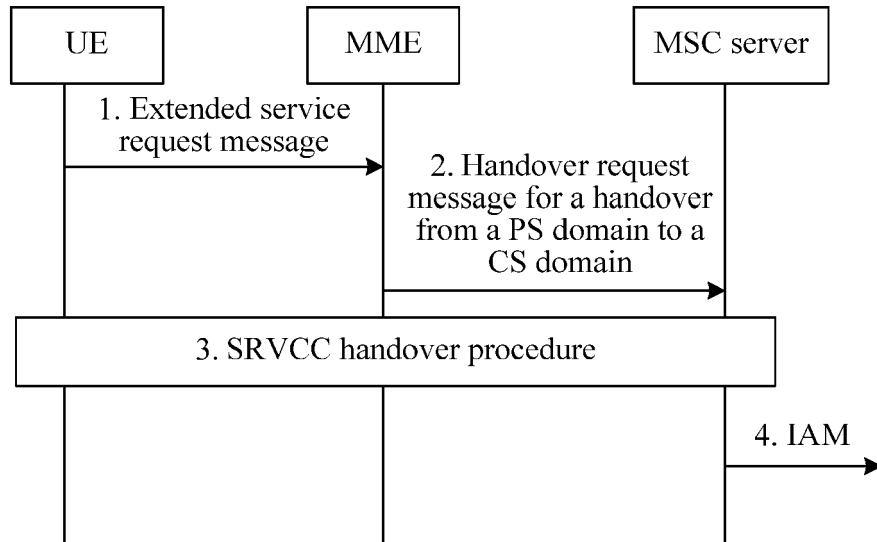 UE
MME
MSC server
1. Extended service
request message
2. Handover request
message for a handover
from a PS domain to a
CS domain
3. SRVCC handover procedure
4. IAM